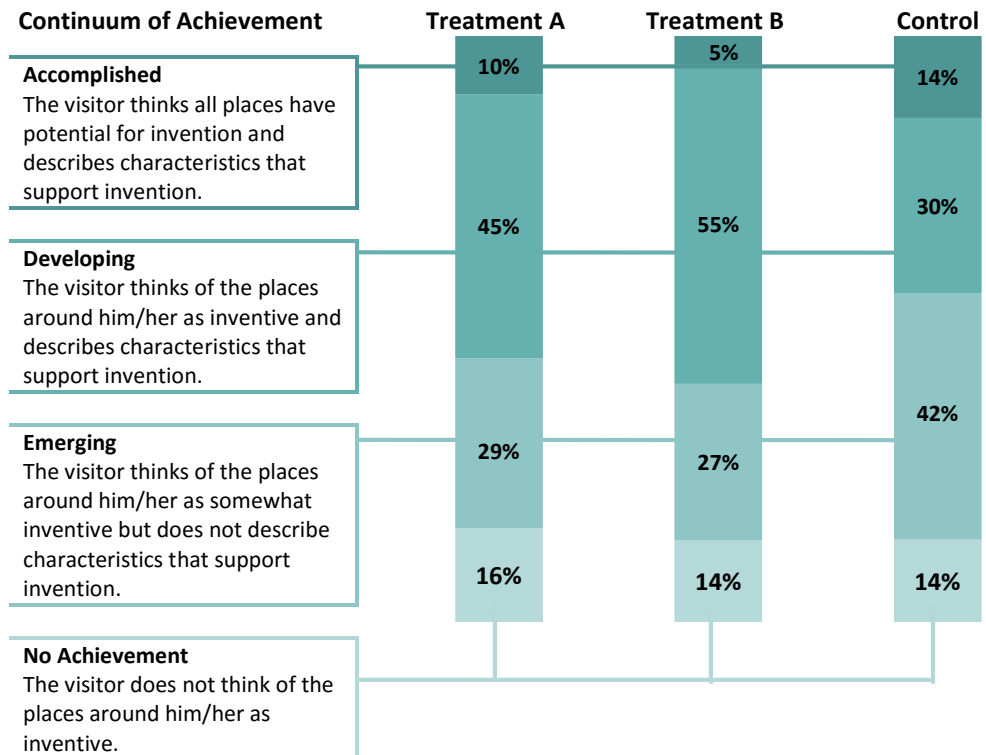 Continuum of Achievement
Treatment A
Treatment B
Control
Accomplished
The visitor thinks all places have
potential for invention and
describes characteristics that
support invention.
10%
5%
14%
Developing
The visitor thinks of the places
around him/her as inventive and
describes characteristics that
support invention.
45%
55%
30%
Emerging
The visitor thinks of the places
around him/her as somewhat
inventive but does not describe
characteristics that support
invention.
29%
27%
42%
No Achievement
The visitor does not think of the
places around him/her as
inventive.
16%
14%
14%